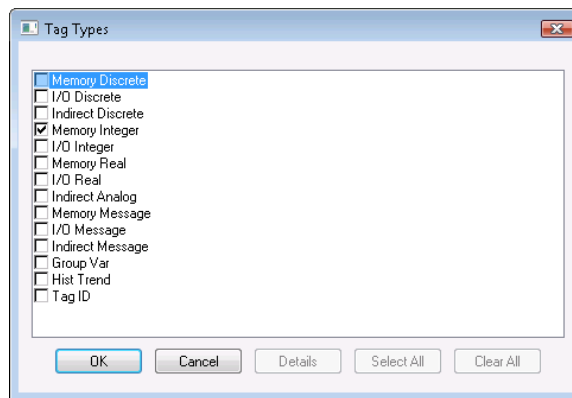 Tag Types
Memory Discrete
I/O Discrete
Indirect Discrete
Memory Integer
I/O Integer
Memory Real
I/O Real
Indirect Analog
Memory Message
I/O Message
Indirect Message
Group Var
Hist Trend
Tag ID
OK Cancel Details Select All Clear All